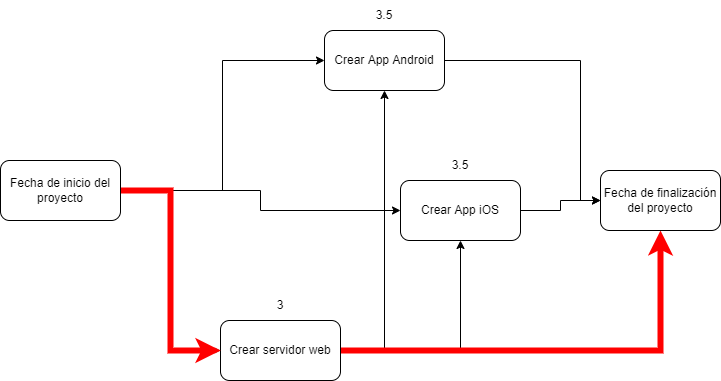 3.5
Crear App Android
3.5
Fecha de inicio del
proyecto
Crear App iOS
Fecha de finalización
del proyecto
3
Crear servidor web